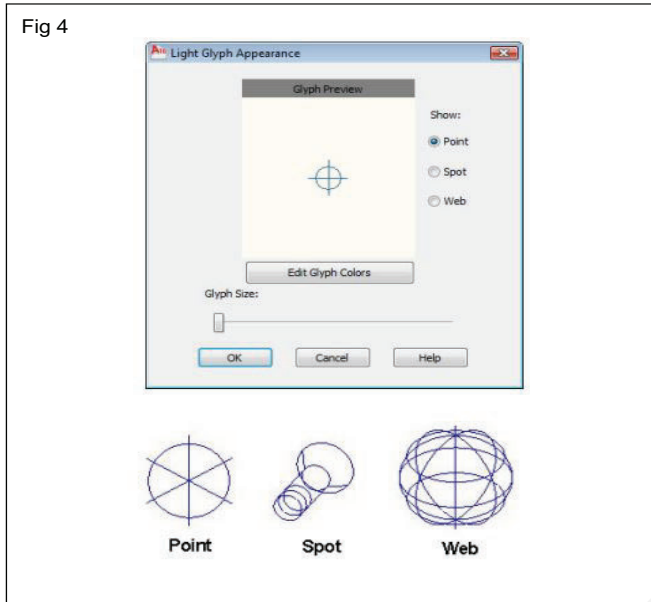 Fig 4
Light Glyph Appearance
Glyph Preview
Show:
Point
Spot
Web
Edit Glyph Colors
Glyph Size:
OK Cancel Help
Point Spot Web